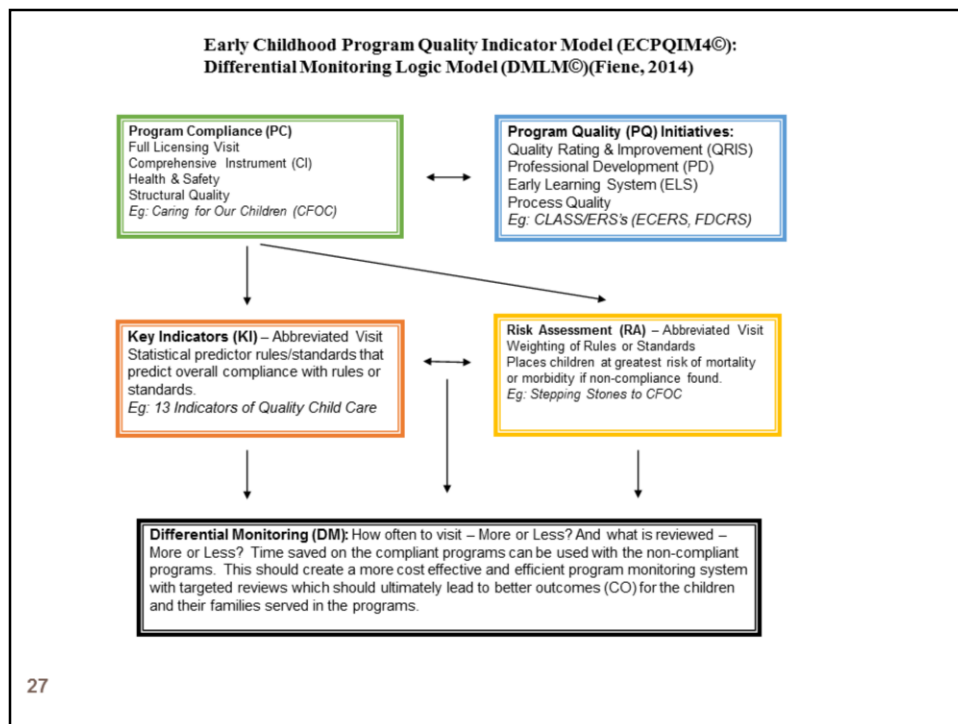 Early Childhood Program Quality Indicator Model (ECPQIM4©):
Differential Monitoring Logic Model (DMLM©)(Fiene, 2014)
Program Compliance (PC)
Full Licensing Visit
Comprehensive Instrument (CI)
Health & Safety
Structural Quality
Eg: Caring for Our Children (CFOC)
Program Quality (PQ) Initiatives:
Quality Rating & Improvement (QRIS)
Professional Development (PD)
Early Learning System (ELS)
Process Quality
Eg: CLASS/ERS's (ECERS, FDCRS)
Key Indicators (KI) – Abbreviated Visit
Statistical predictor rules/standards that
predict overall compliance with rules or
standards.
Eg: 13 Indicators of Quality Child Care
Risk Assessment (RA) – Abbreviated Visit
Weighting of Rules or Standards
Places children at greatest risk of mortality
or morbidity if non-compliance found.
Eg: Stepping Stones to CFOC
Differential Monitoring (DM): How often to visit – More or Less? And what is reviewed –
More or Less? Time saved on the compliant programs can be used with the non-compliant
programs. This should create a more cost effective and efficient program monitoring system
with targeted reviews which should ultimately lead to better outcomes (CO) for the children
and their families served in the programs.
27